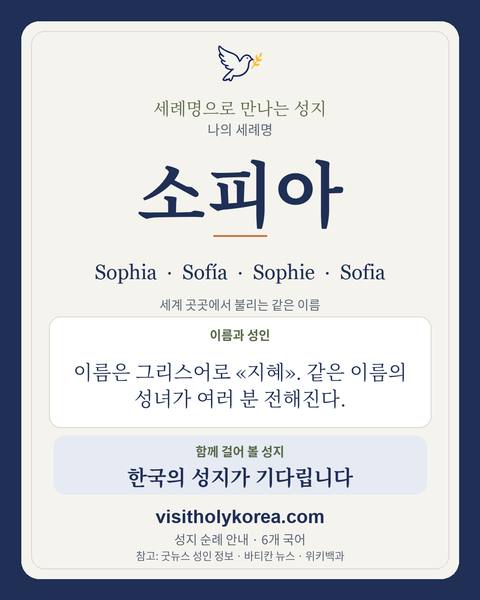 세례명으로 만나는 성지
나의 세례명
소피아
Sophia · Sofía · Sophie · Sofia
세계 곳곳에서 불리는 같은 이름
이름과 성인
이름은 그리스어로 «지혜». 같은 이름의
성녀가 여러 분 전해진다.
함께 걸어 볼 성지
한국의 성지가 기다립니다
visitholykorea.com
성지 순례 안내 · 6개 국어
참고: 굿뉴스 성인 정보 · 바티칸 뉴스 · 위키백과